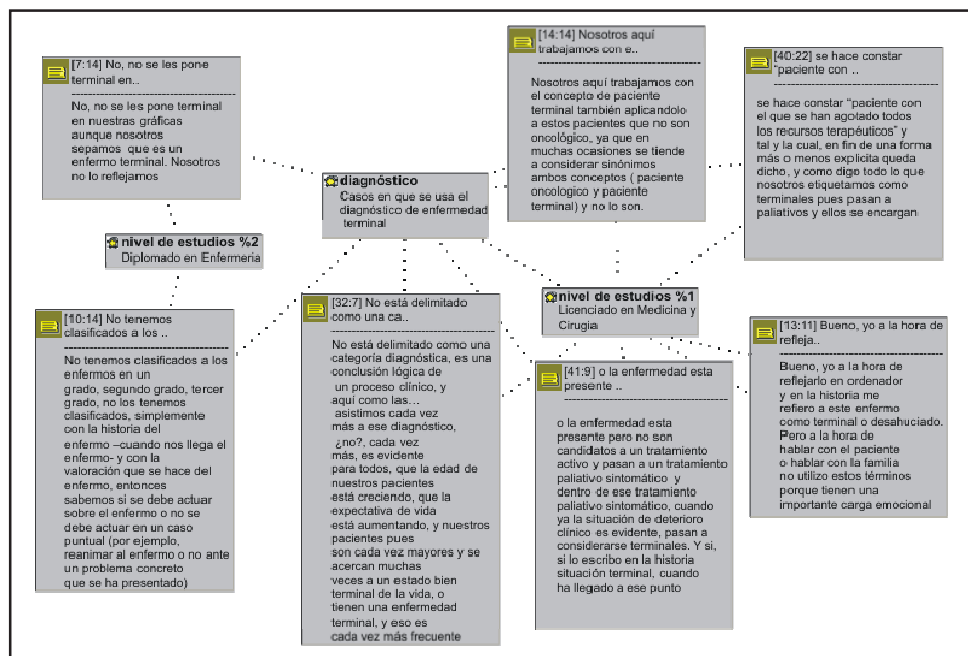 [7:14] No, no se les pone
terminal en..
No, no se les pone terminal
en nuestras gráficas
aunque nosotros
sepamos que es un
enfermo terminal. Nosotros
no lo reflejamos
[14:14] Nosotros aquí
trabajamos con e..
Nosotros aquí trabajamos con
el concepto de paciente
terminal también aplicandolo
a estos pacientes que no son
oncológico, ya que en
muchas ocasiones se tiende
a considerar sinónimos
ambos conceptos ( paciente
oncologico y paciente
terminal) y no lo son.
[40:22] se hace constar
“paciente con ..
se hace constar “paciente con
el que se han agotado todos
los recursos terapéuticos” y
tal y la cual, en fin de una forma
más o menos explicita queda
dicho, y como digo todo lo que
nosotros etiquetamos como
terminales pues pasan a
paliativos y ellos se encargan
diagnóstico
Casos en que se usa el
diagnóstico de enfermedad
terminal
nivel de estudios %2
Diplomado en Enfermeria
nivel de estudios %1
Licenciado en Medicina y
Cirugia
[10:14] No tenemos
clasificados a los ..
No tenemos clasificados a los
enfermos en un
grado, segundo grado, tercer
grado, no los tenemos
clasificados, simplemente
con la historia del
enfermo –cuando nos llega el
enfermo- y con la
valoración que se hace del
enfermo, entonces
sabemos si se debe actuar
sobre el enfermo o no se
debe actuar en un caso
puntual (por ejemplo,
reanimar al enfermo o no ante
un problema concreto
que se ha presentado)
[32:7] No está delimitado
como una ca..
No está delimitado como una
categoría diagnóstica, es una
conclusión lógica de
un proceso clínico, y
aquí como las…
asistimos cada vez
más a ese diagnóstico,
¿no?, cada vez
más, es evidente
para todos, que la edad de
nuestros pacientes
está creciendo, que la
expectativa de vida
está aumentando, y nuestros
pacientes pues
son cada vez mayores y se
acercan muchas
veces a un estado bien
terminal de la vida, o
tienen una enfermedad
terminal, y eso es
cada vez más frecuente
[41:9] o la enfermedad esta
presente ..
o la enfermedad esta
presente pero no son
candidatos a un tratamiento
activo y pasan a un tratamiento
paliativo sintomático y
dentro de ese tratamiento
paliativo sintomático, cuando
ya la situación de deterioro
clínico es evidente, pasan a
considerarse terminales. Y si,
si lo escribo en la historia
situación terminal, cuando
ha llegado a ese punto
[13:11] Bueno, yo a la hora de
refleja..
Bueno, yo a la hora de
reflejarlo en ordenador
y en la historia me
refiero a este enfermo
como terminal o desahuciado.
Pero a la hora de
hablar con el paciente
o hablar con la familia
no utilizo estos términos
porque tienen una
importante carga emocional